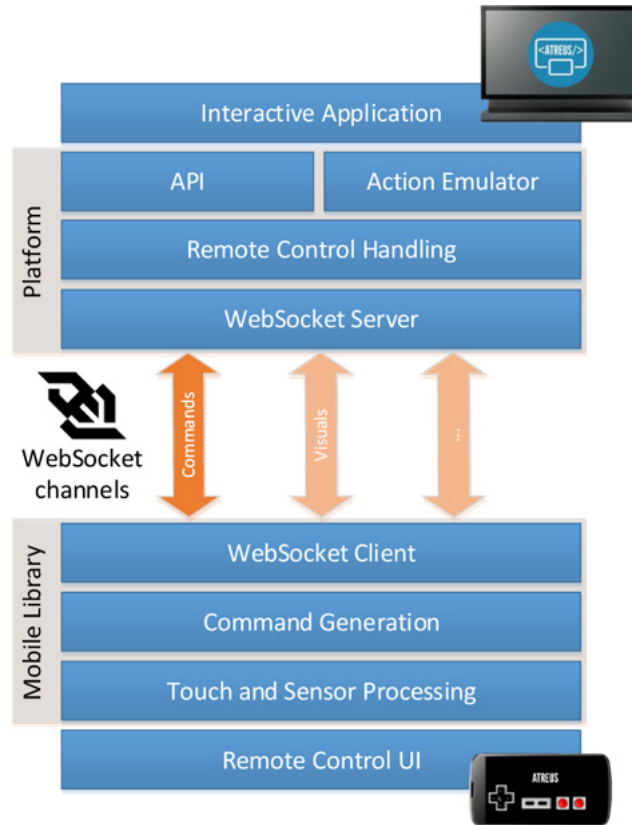 <ATREUS/>
Interactive Application
Platform
API
Action Emulator
Remote Control Handling
WebSocket Server
WebSocket
channels
Commands
Visuals
...
Mobile Library
WebSocket Client
Command Generation
Touch and Sensor Processing
Remote Control UI
ATREUS